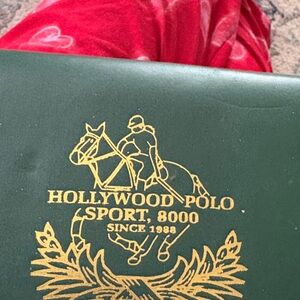 HOLLYWOOD POLO
SPORT, 8000
SINCE 1988